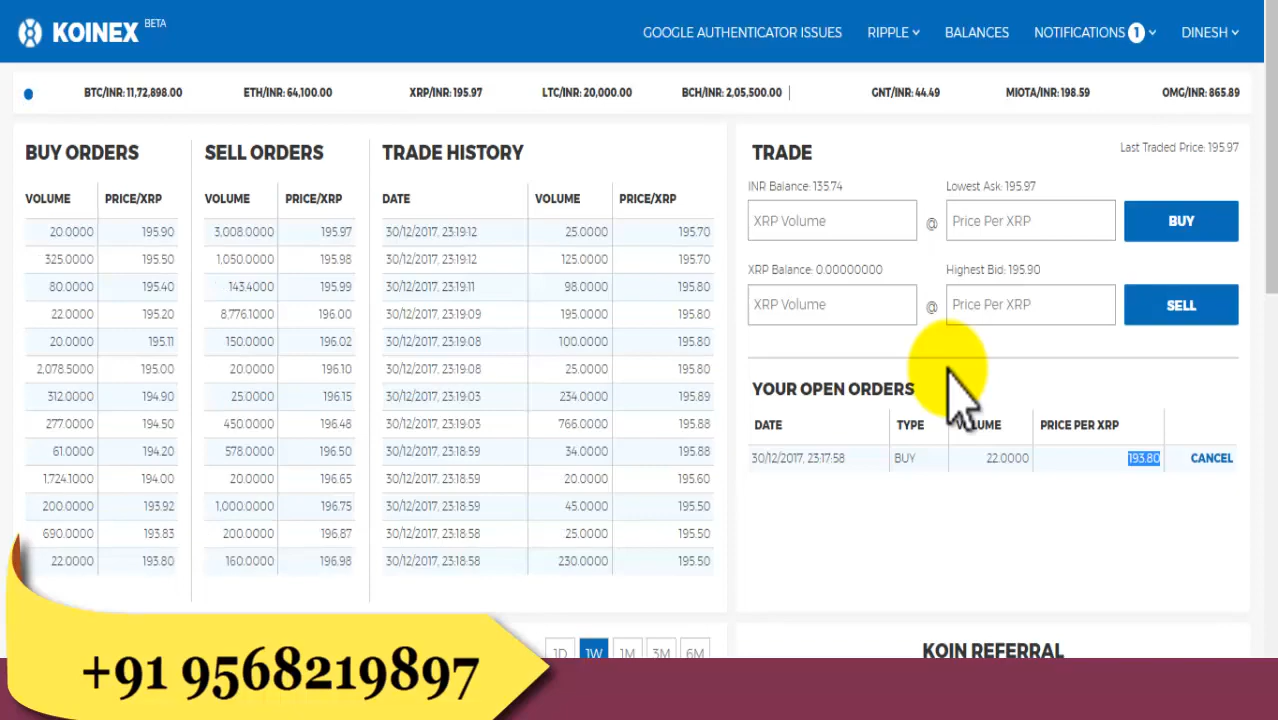 KOINEX BETA
GOOGLE AUTHENTICATOR ISSUES RIPPLE BALANCES NOTIFICATIONS 1 DINESH
BTC/INR: 11,72,898.00 ETH/INR: 64,100.00 XRP/INR: 195.97 LTC/INR: 20,000.00 BCH/INR: 2,05,500.00 GNT/INR: 44.49 MIOTA/INR: 198.59 OMG/INR: 865.89
BUY ORDERS
VOLUME PRICE/XRP
20.0000 195.90
325.0000 195.50
80.0000 195.40
22.0000 195.20
20.0000 195.11
2,078.5000 195.00
312.0000 194.90
277.0000 194.50
61.0000 194.20
1,724.1000 194.00
200.0000 193.92
690.0000 193.83
22.0000 193.80
SELL ORDERS
VOLUME PRICE/XRP
3,008.0000 195.97
1,050.0000 195.98
143.4000 195.99
8,776.1000 196.00
150.0000 196.02
20.0000 196.10
25.0000 196.15
450.0000 196.48
578.0000 196.50
20.0000 196.65
1,000.0000 196.75
200.0000 196.87
160.0000 196.98
TRADE HISTORY
DATE VOLUME PRICE/XRP
30/12/2017, 23:19:12 25.0000 195.70
30/12/2017, 23:19:12 125.0000 195.70
30/12/2017, 23:19:11 98.0000 195.80
30/12/2017, 23:19:09 195.0000 195.80
30/12/2017, 23:19:08 100.0000 195.80
30/12/2017, 23:19:08 25.0000 195.80
30/12/2017, 23:19:03 234.0000 195.89
30/12/2017, 23:19:03 766.0000 195.88
30/12/2017, 23:18:59 34.0000 195.88
30/12/2017, 23:18:59 20.0000 195.60
30/12/2017, 23:18:59 45.0000 195.50
30/12/2017, 23:18:58 25.0000 195.50
30/12/2017, 23:18:58 230.0000 195.50
1D 1W 1M 3M 6M
TRADE Last Traded Price: 195.97
INR Balance: 135.74 Lowest Ask: 195.97
XRP Volume @ Price Per XRP BUY
XRP Balance: 0.00000000 Highest Bid: 195.90
XRP Volume @ Price Per XRP SELL
YOUR OPEN ORDERS
DATE TYPE VOLUME PRICE PER XRP
30/12/2017, 23:17:58 BUY 22.0000 193.80 CANCEL
KOIN REFERRAL
+91 9568219897